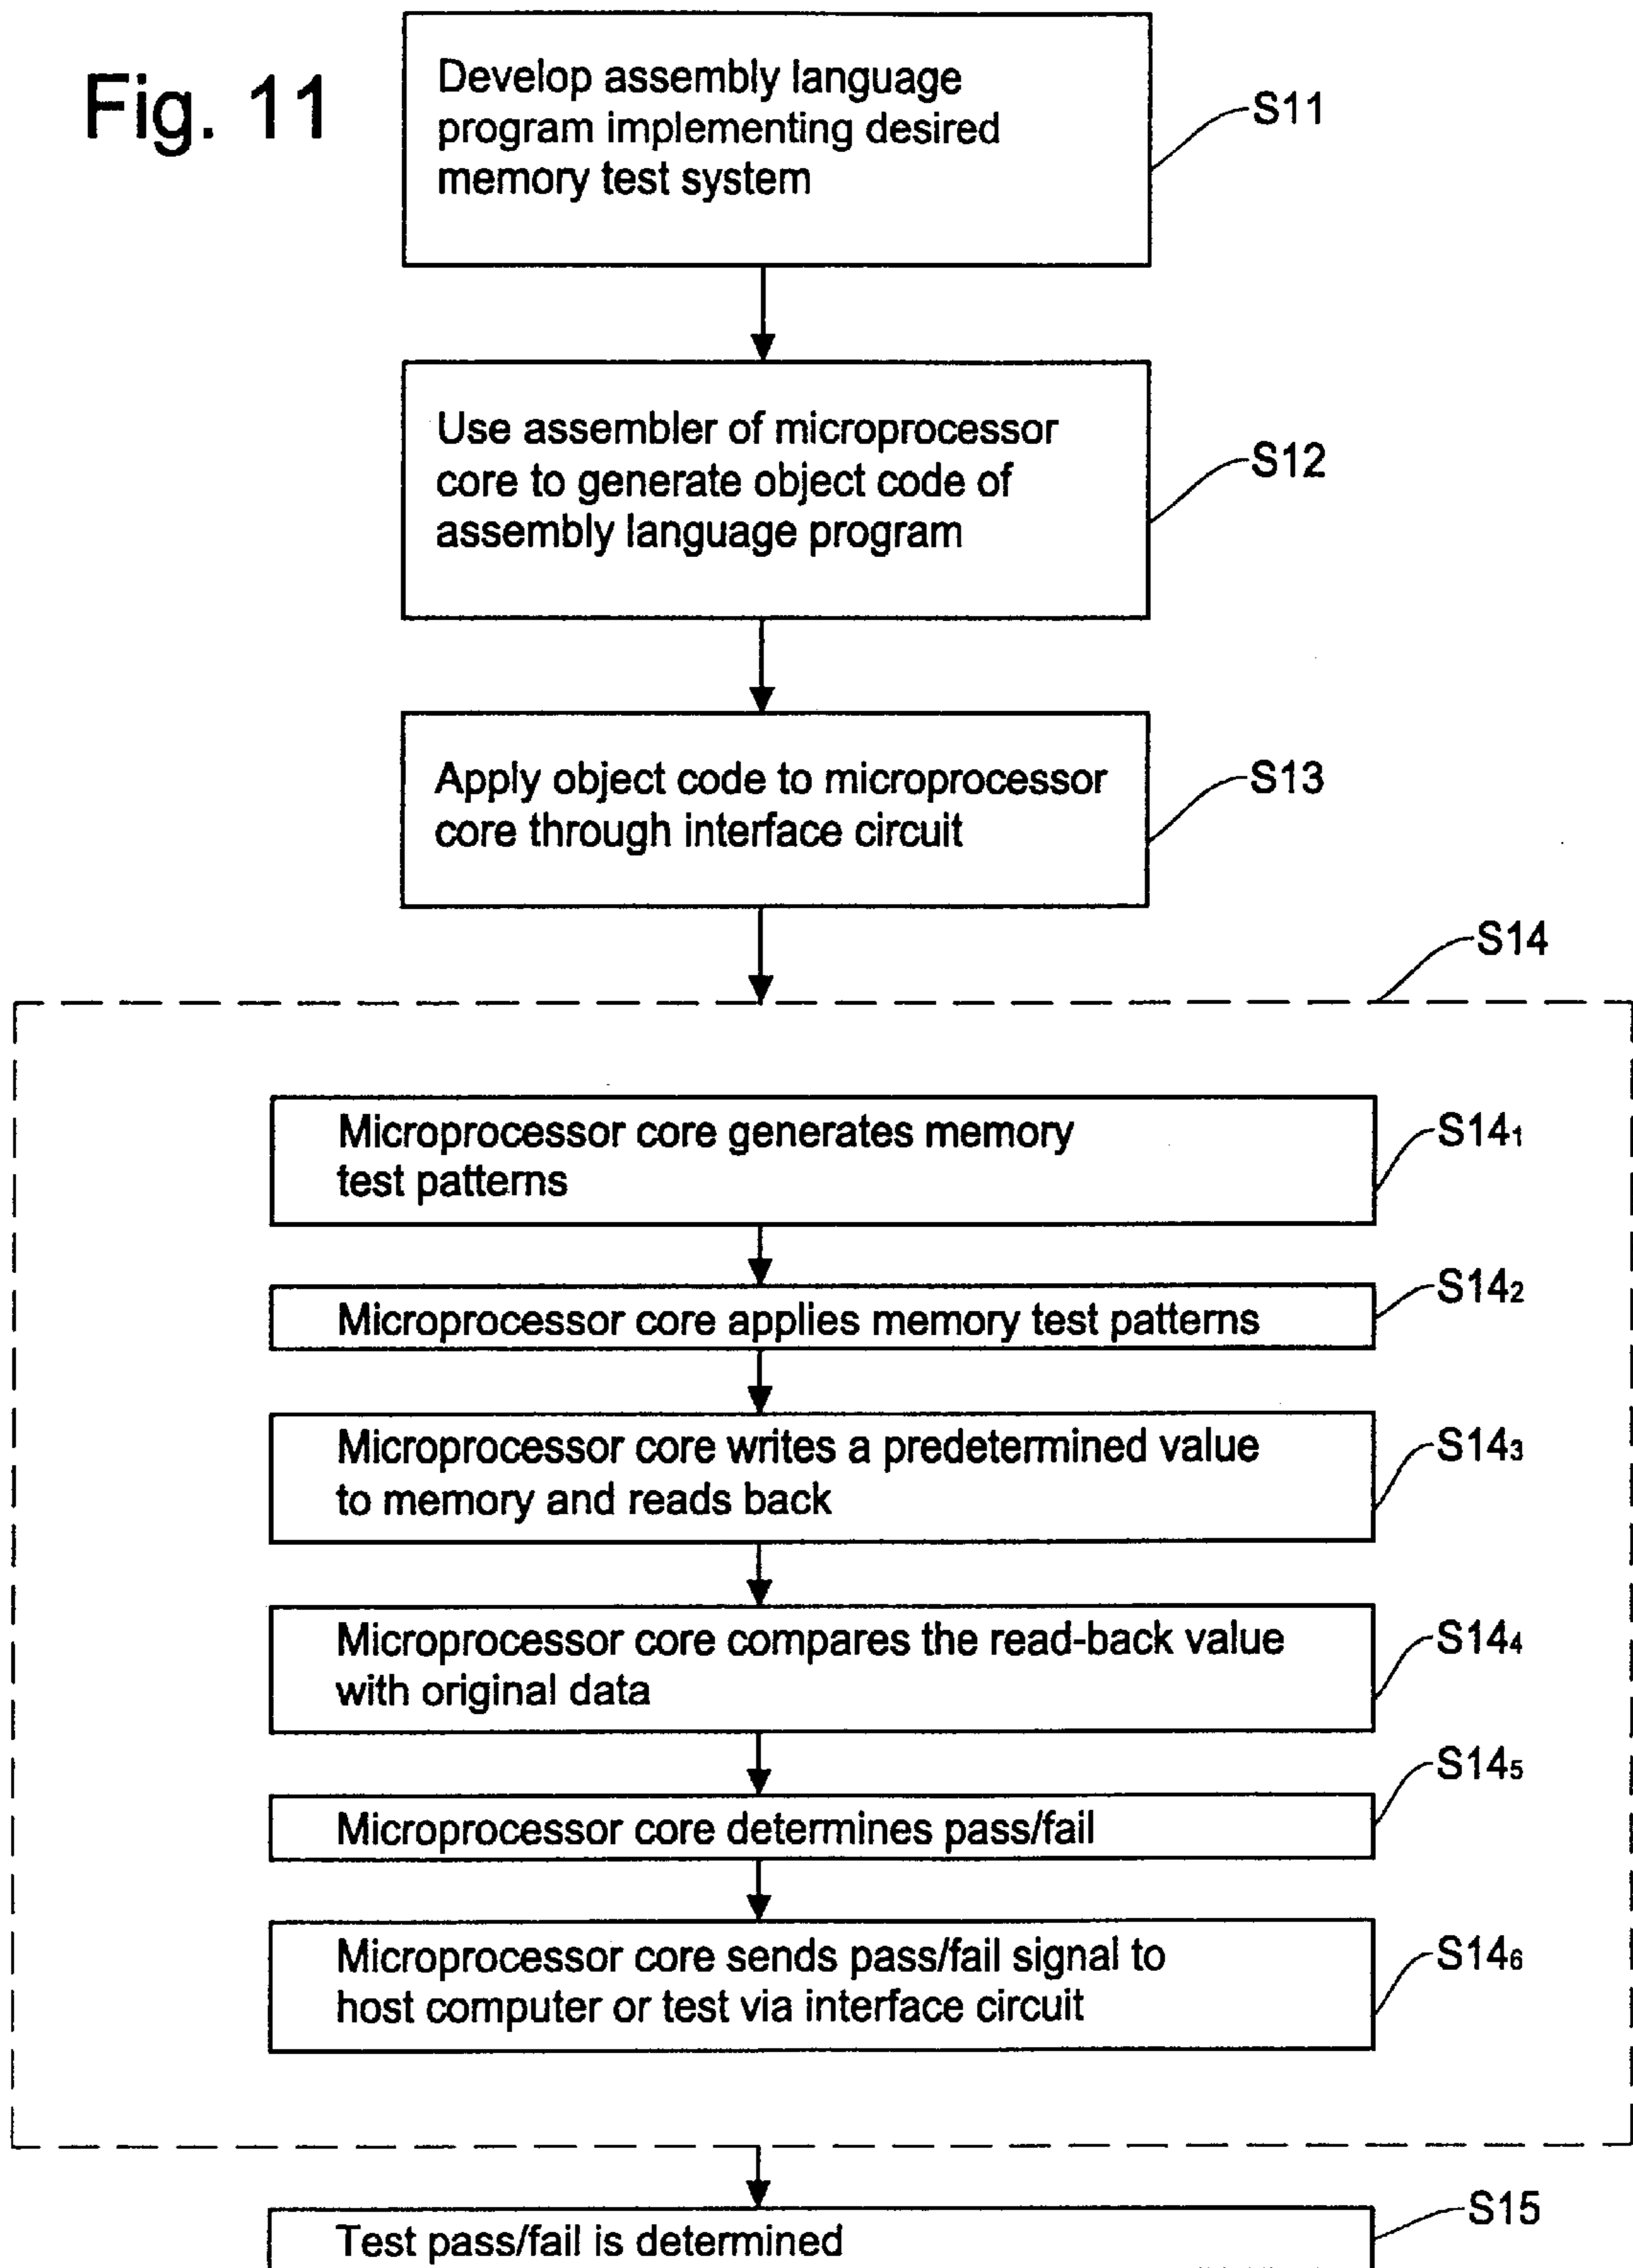 Fig. 11
Develop assembly language
program implementing desired
memory test system
S11
Use assembler of microprocessor
core to generate object code of
assembly language program
S12
Apply object code to microprocessor
core through interface circuit
S13
S14
Microprocessor core generates memory
test patterns
S14₁
Microprocessor core applies memory test patterns
S14₂
Microprocessor core writes a predetermined value
to memory and reads back
S14₃
Microprocessor core compares the read-back value
with original data
S14₄
Microprocessor core determines pass/fail
S14₅
Microprocessor core sends pass/fail signal to
host computer or test via interface circuit
S14₆
Test pass/fail is determined
S15